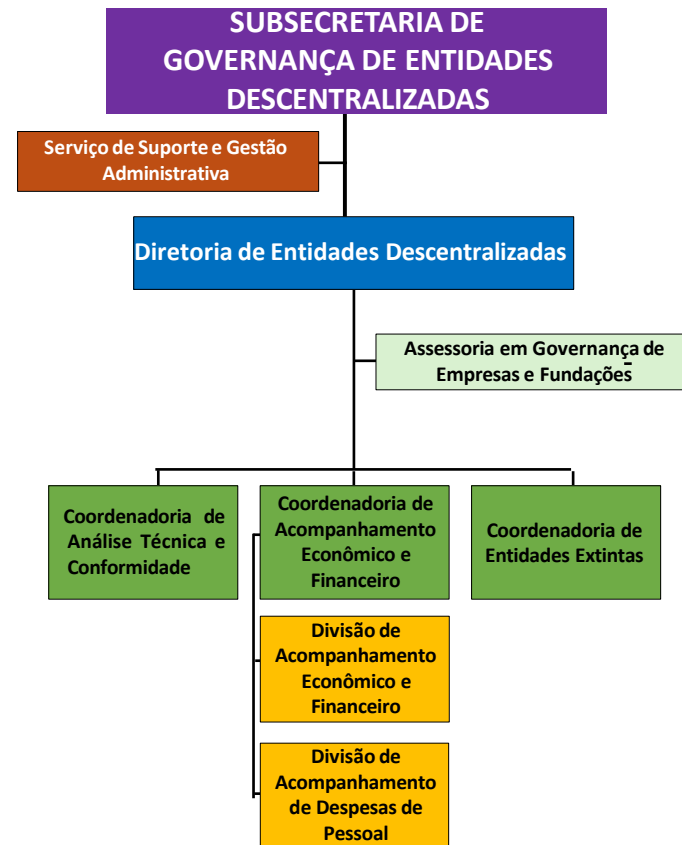 SUBSECRETARIA DE
GOVERNANÇA DE ENTIDADES
DESCENTRALIZADAS
Serviço de Suporte e Gestão
Administrativa
Diretoria de Entidades Descentralizadas
Assessoria em Governança de
Empresas e Fundações
Coordenadoria de
Análise Técnica e
Conformidade
Coordenadoria de
Acompanhamento
Econômico e
Financeiro
Coordenadoria de
Entidades Extintas
Divisão de
Acompanhamento
Econômico e
Financeiro
Divisão de
Acompanhamento
de Despesas de
Pessoal